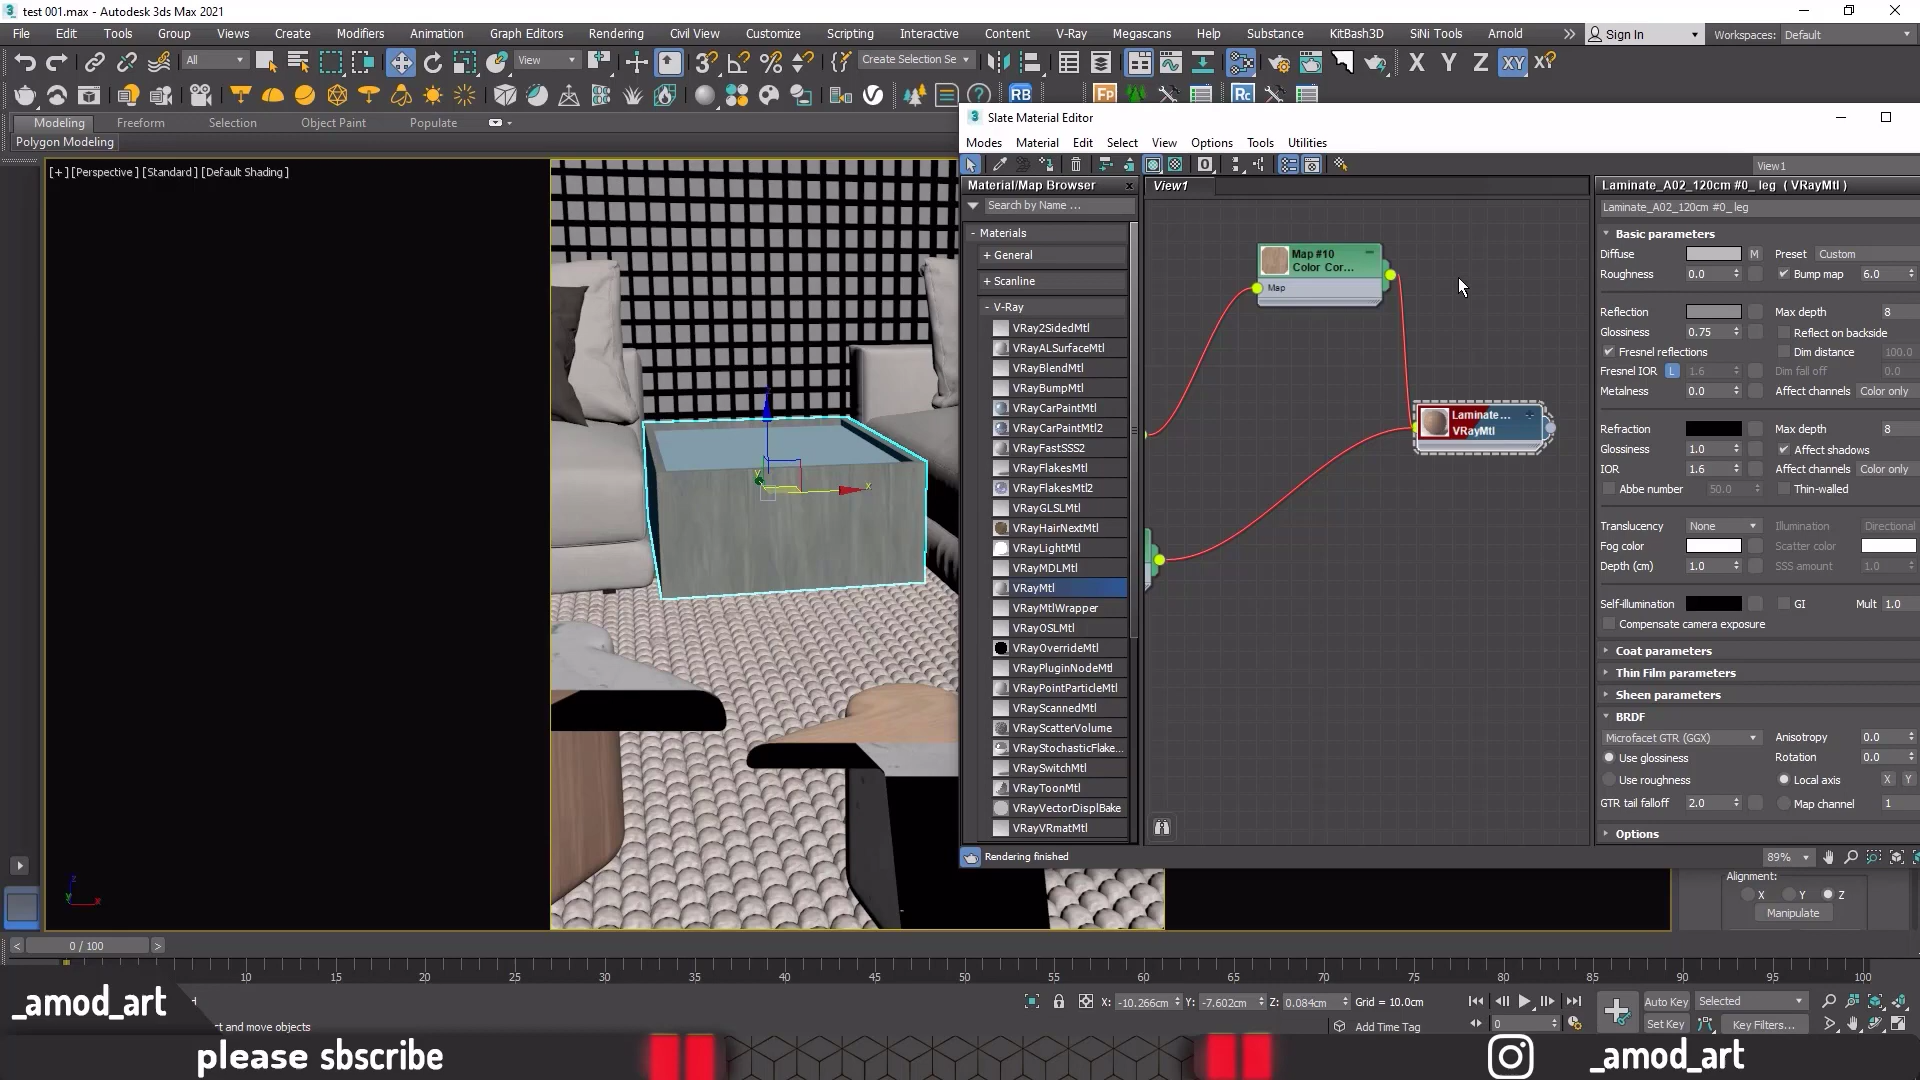 test 001.max - Autodesk 3ds Max 2021
File Edit Tools Group Views Create Modifiers Animation Graph Editors Rendering Civil View Customize Scripting Interactive Content V-Ray Megascans Help Substance KitBash3D SiNi Tools Arnold Sign In Workspaces: Default
All View Create Selection Se X Y Z XY
RB Fp Rc
Modeling Freeform Selection Object Paint Populate
Polygon Modeling
[+] [Perspective ] [Standard ] [Default Shading ]
Slate Material Editor
Modes Material Edit Select View Options Tools Utilities
View1
Material/Map Browser
Search by Name ...
- Materials
+ General
+ Scanline
- V-Ray
VRay2SidedMtl
VRayALSurfaceMtl
VRayBlendMtl
VRayBumpMtl
VRayCarPaintMtl
VRayCarPaintMtl2
VRayFastSSS2
VRayFlakesMtl
VRayFlakesMtl2
VRayGLSLMtl
VRayHairNextMtl
VRayLightMtl
VRayMDLMtl
VRayMtl
VRayMtlWrapper
VRayOSLMtl
VRayOverrideMtl
VRayPluginNodeMtl
VRayPointParticleMtl
VRayScannedMtl
VRayScatterVolume
VRayStochasticFlake...
VRaySwitchMtl
VRayToonMtl
VRayVectorDisplBake
VRayVRmatMtl
View1
Map #10
Color Cor...
Map
Laminate ...
VRayMtl
Laminate_A02_120cm #0_ leg ( VRayMtl )
Laminate_A02_120cm #0_ leg
Basic parameters
Diffuse M Preset Custom
Roughness 0.0 Bump map 6.0
Reflection Max depth 8
Glossiness 0.75 Reflect on backside
Fresnel reflections Dim distance 100.0
Fresnel IOR L 1.6 Dim fall off 0.0
Metalness 0.0 Affect channels Color only
Refraction Max depth 8
Glossiness 1.0 Affect shadows
IOR 1.6 Affect channels Color only
Abbe number 50.0 Thin-walled
Translucency None Illumination Directional
Fog color Scatter color
Depth (cm) 1.0 SSS amount 1.0
Self-illumination GI Mult 1.0
Compensate camera exposure
Coat parameters
Thin Film parameters
Sheen parameters
BRDF
Microfacet GTR (GGX) Anisotropy 0.0
Use glossiness Rotation 0.0
Use roughness Local axis X Y
GTR tail falloff 2.0 Map channel 1
Options
Rendering finished 89%
Alignment:
X Y Z
Manipulate
z x y
0 / 100
10 15 20 25 30 35 40 45 50 55 60 65 70 75 80 85 90 95 100
X: -10.266cm Y: -7.602cm Z: 0.084cm Grid = 10.0cm Auto Key Selected
ct and move objects Add Time Tag 0 Set Key Key Filters...
_amod_art
please sbscribe
_amod_art